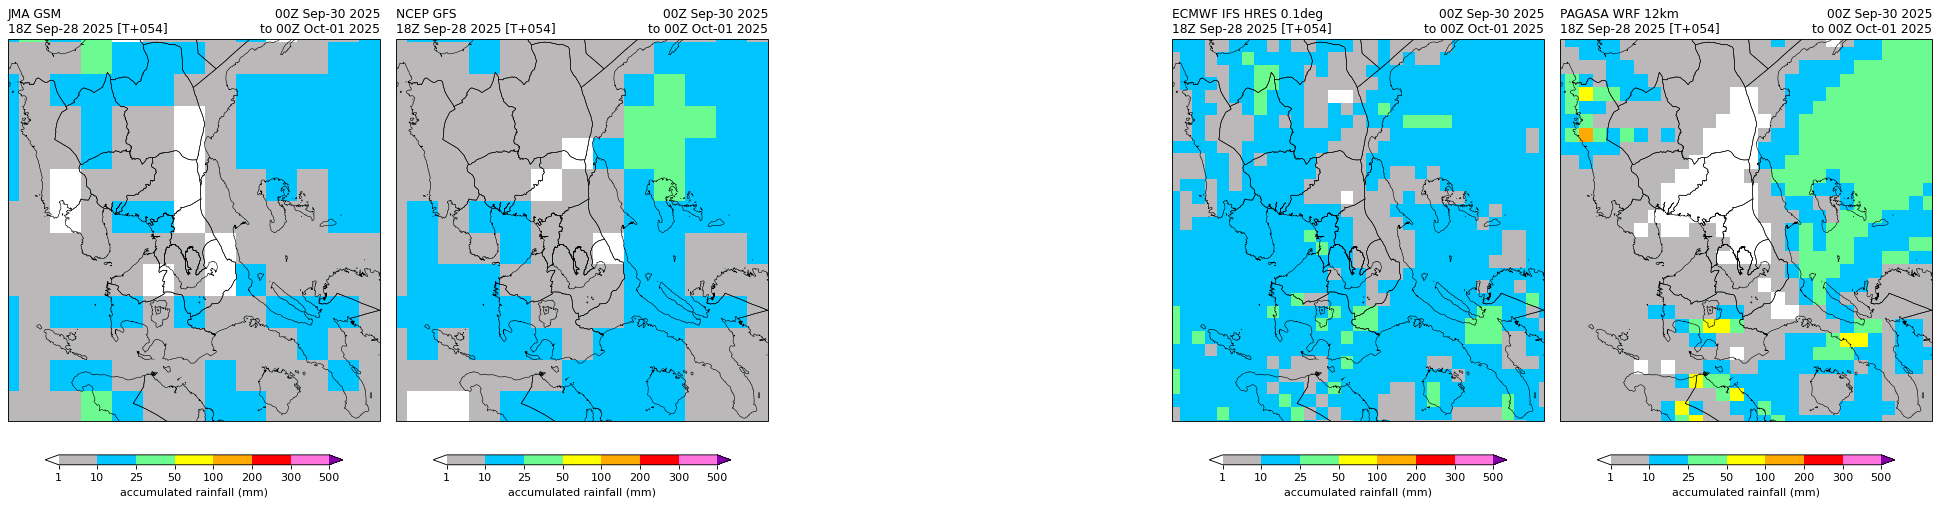 JMA GSM 00Z Sep-30 2025
18Z Sep-28 2025 [T+054] to 00Z Oct-01 2025
1 10 25 50 100 200 300 500
accumulated rainfall (mm)
NCEP GFS 00Z Sep-30 2025
18Z Sep-28 2025 [T+054] to 00Z Oct-01 2025
1 10 25 50 100 200 300 500
accumulated rainfall (mm)
ECMWF IFS HRES 0.1deg 00Z Sep-30 2025
18Z Sep-28 2025 [T+054] to 00Z Oct-01 2025
1 10 25 50 100 200 300 500
accumulated rainfall (mm)
PAGASA WRF 12km 00Z Sep-30 2025
18Z Sep-28 2025 [T+054] to 00Z Oct-01 2025
1 10 25 50 100 200 300 500
accumulated rainfall (mm)